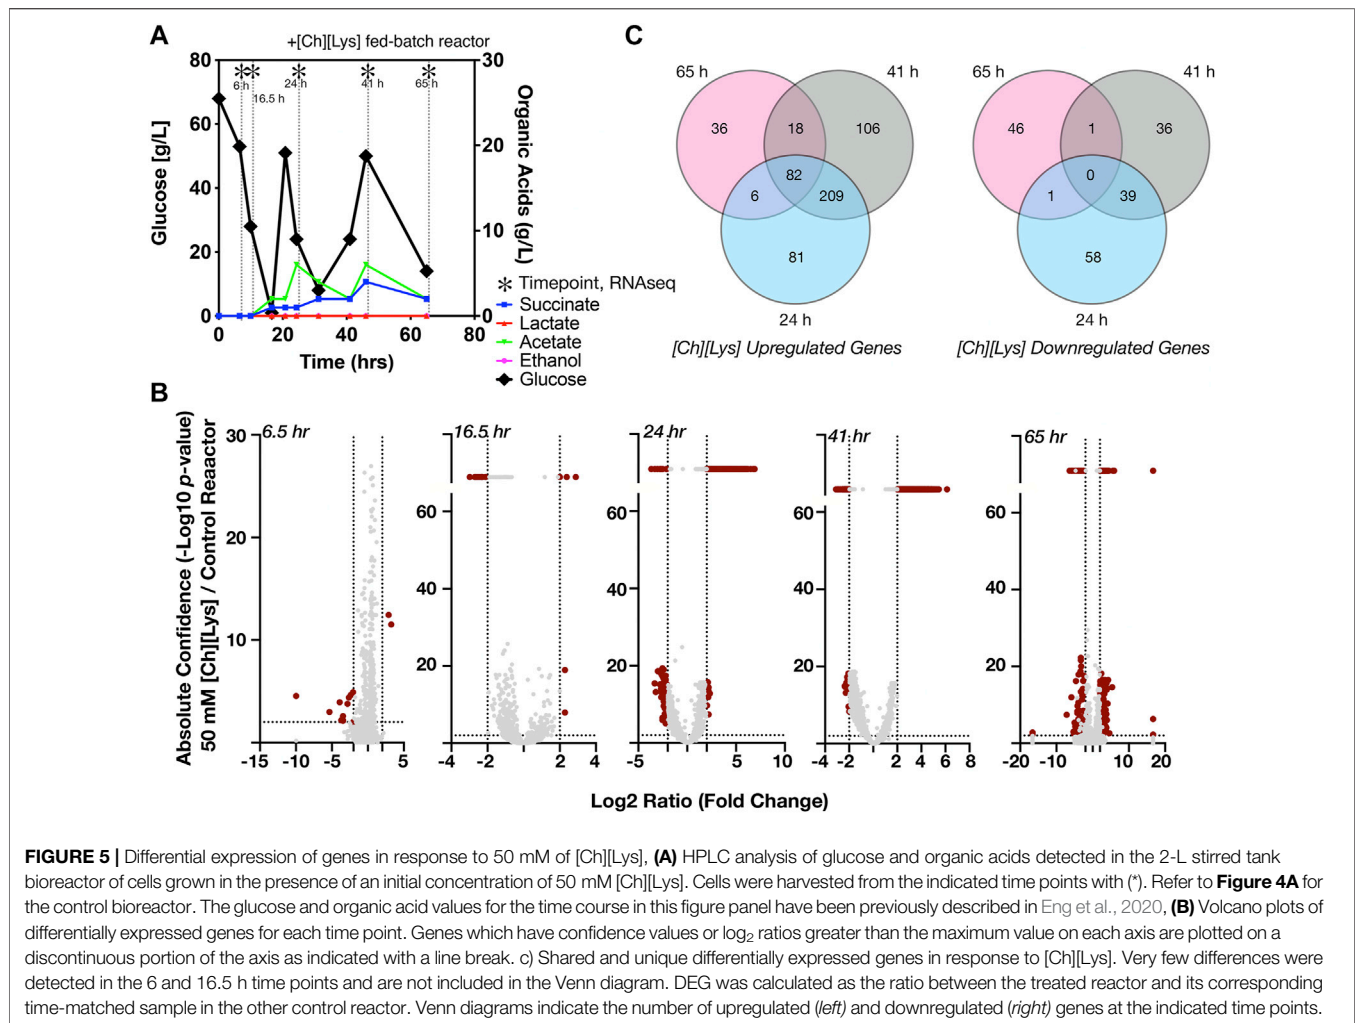 A
+[Ch][Lys] fed-batch reactor
80
60
40
20
0
Glucose [g/L]
6 h
16.5 h
24 h
41 h
65 h
30
20
10
0
Organic Acids (g/L)
0 20 40 60 80
Time (hrs)
Timepoint, RNAseq
Succinate
Lactate
Acetate
Ethanol
Glucose
C
65 h
41 h
36
18
106
82
6
209
81
24 h
[Ch][Lys] Upregulated Genes
65 h
41 h
46
1
36
0
1
39
58
24 h
[Ch][Lys] Downregulated Genes
B
Absolute Confidence (-Log10 p-value)
50 mM [Ch][Lys] / Control Reaactor
6.5 hr
30
20
10
-15 -10 -5 5
16.5 hr
60
40
20
-4 -2 2 4
24 hr
60
40
20
-5 5 10
41 hr
60
40
20
-4 -2 2 4 6 8
65 hr
60
40
20
-20 -10 10 20
Log2 Ratio (Fold Change)
FIGURE 5 | Differential expression of genes in response to 50 mM of [Ch][Lys], (A) HPLC analysis of glucose and organic acids detected in the 2-L stirred tank
bioreactor of cells grown in the presence of an initial concentration of 50 mM [Ch][Lys]. Cells were harvested from the indicated time points with (*). Refer to Figure 4A for
the control bioreactor. The glucose and organic acid values for the time course in this figure panel have been previously described in Eng et al., 2020, (B) Volcano plots of
differentially expressed genes for each time point. Genes which have confidence values or log2 ratios greater than the maximum value on each axis are plotted on a
discontinuous portion of the axis as indicated with a line break. c) Shared and unique differentially expressed genes in response to [Ch][Lys]. Very few differences were
detected in the 6 and 16.5 h time points and are not included in the Venn diagram. DEG was calculated as the ratio between the treated reactor and its corresponding
time-matched sample in the other control reactor. Venn diagrams indicate the number of upregulated (left) and downregulated (right) genes at the indicated time points.